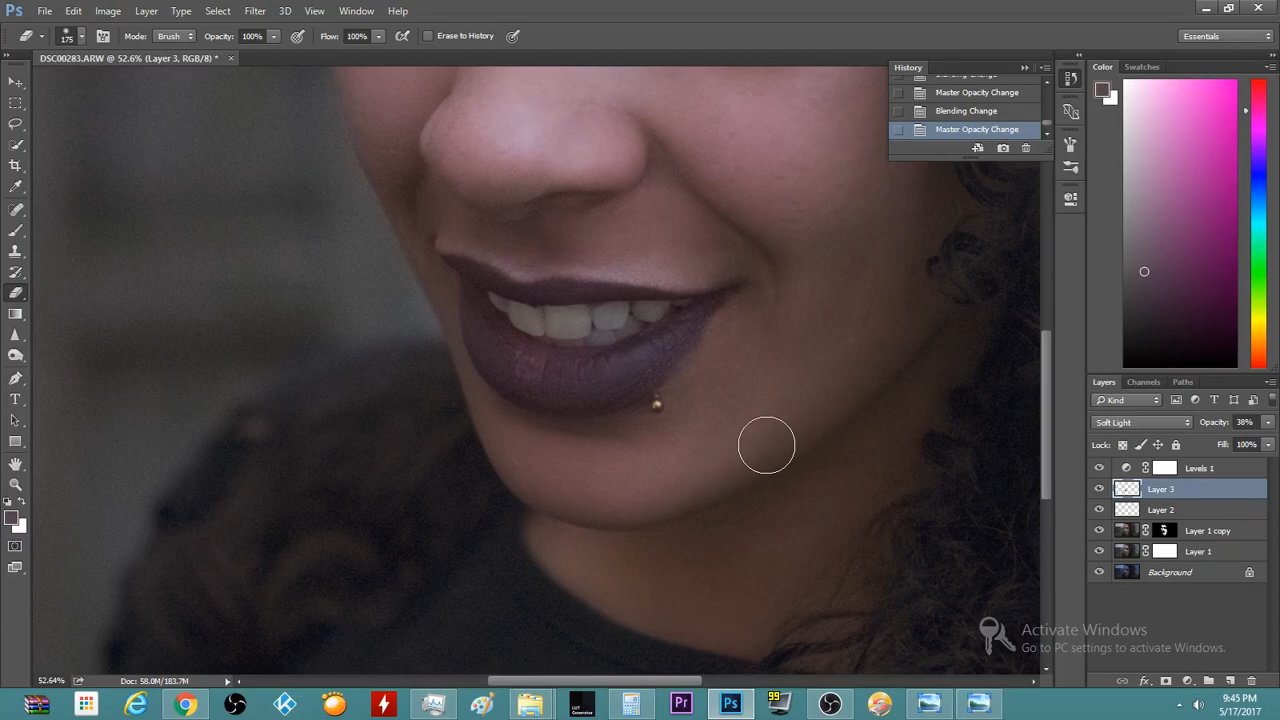 Ps File Edit Image Layer Type Select Filter 3D View Window Help
175 Mode: Brush Opacity: 100% Flow: 100% Erase to History Essentials
DSC00283.ARW @ 52.6% (Layer 3, RGB/8) *
History
Master Opacity Change
Blending Change
Master Opacity Change
Color Swatches
Layers Channels Paths
Kind
Soft Light Opacity: 38%
Lock: Fill: 100%
Levels 1
Layer 3
Layer 2
Layer 1 copy
Layer 1
Background
Activate Windows
Go to PC settings to activate Windows.
52.64% Doc: 58.0M/183.7M
LUT
99
Pr Ps
9:45 PM
5/17/2017